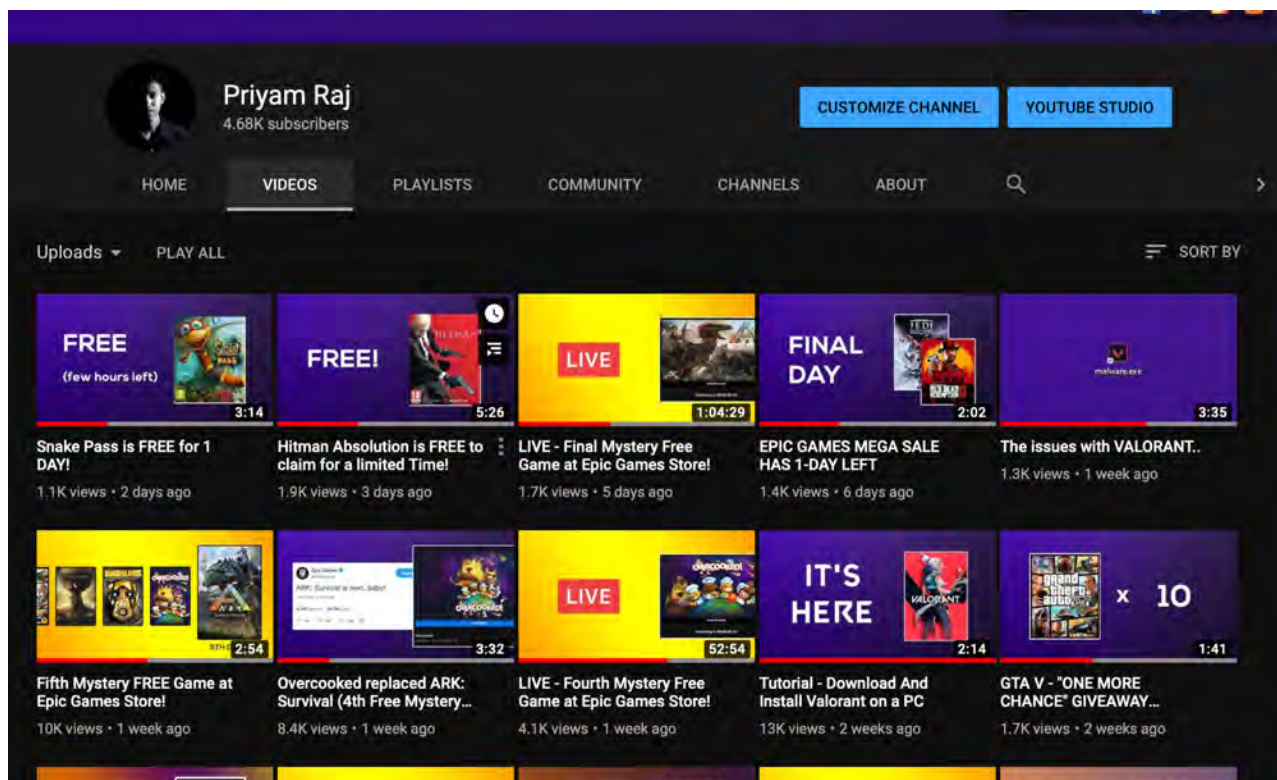 Priyam Raj
4.68K subscribers
CUSTOMIZE CHANNEL
YOUTUBE STUDIO
HOME
VIDEOS
PLAYLISTS
COMMUNITY
CHANNELS
ABOUT
Uploads
PLAY ALL
SORT BY
FREE
(few hours left)
3:14
Snake Pass is FREE for 1
DAY!
1.1K views • 2 days ago
FREE!
5:26
Hitman Absolution is FREE to
claim for a limited Time!
1.9K views • 3 days ago
LIVE
1:04:29
LIVE - Final Mystery Free
Game at Epic Games Store!
1.7K views • 5 days ago
FINAL
DAY
JEDI
2:02
EPIC GAMES MEGA SALE
HAS 1-DAY LEFT
1.4K views • 6 days ago
malware.exe
3:35
The issues with VALORANT..
1.3K views • 1 week ago
2:54
Fifth Mystery FREE Game at
Epic Games Store!
10K views • 1 week ago
OVERCOOKED!
3:32
Overcooked replaced ARK:
Survival (4th Free Mystery...
8.4K views • 1 week ago
LIVE
OVERCOOKED!
52:54
LIVE - Fourth Mystery Free
Game at Epic Games Store!
4.1K views • 1 week ago
IT'S
HERE
VALORANT
2:14
Tutorial - Download And
Install Valorant on a PC
13K views • 2 weeks ago
grand
theft
auto
x 10
1:41
GTA V - "ONE MORE
CHANCE" GIVEAWAY...
1.7K views • 2 weeks ago